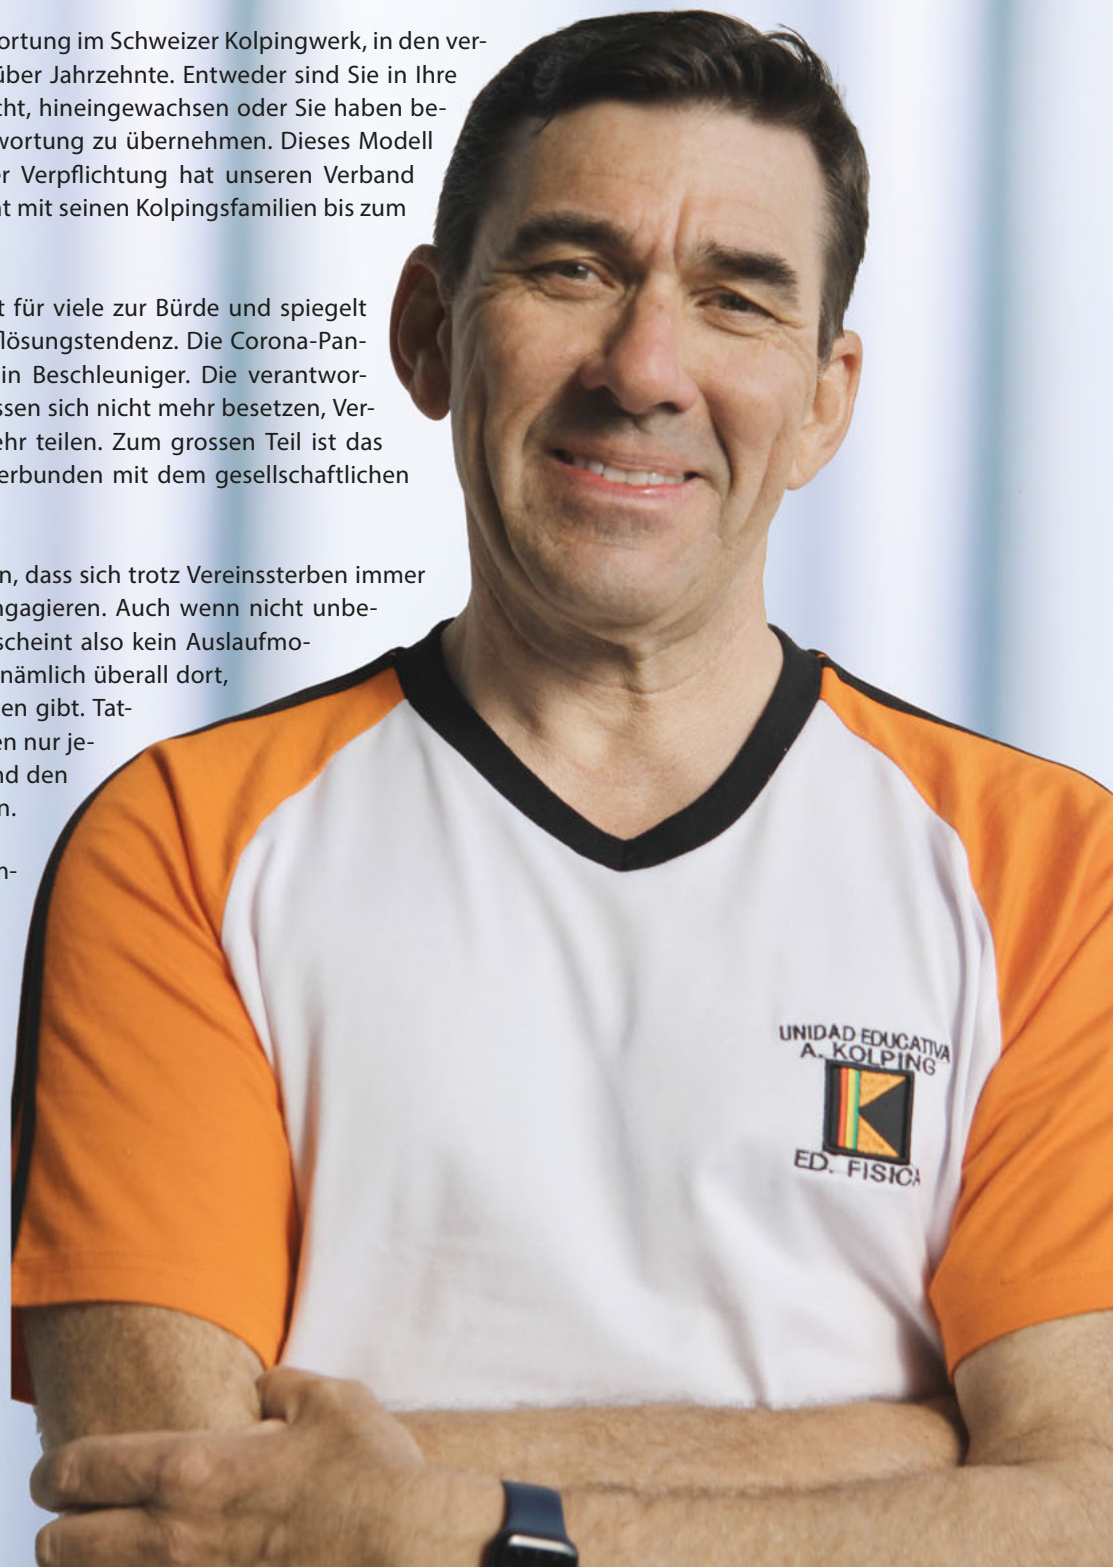 ortung im Schweizer Kolpingwerk, in den ver-
über Jahrzehnte. Entweder sind Sie in Ihre
cht, hineingewachsen oder Sie haben be-
wortung zu übernehmen. Dieses Modell
er Verpflichtung hat unseren Verband
t mit seinen Kolpingsfamilien bis zum
t für viele zur Bürde und spiegelt
flösungstendenz. Die Corona-Pan-
in Beschleuniger. Die verantwor-
ssen sich nicht mehr besetzen, Ver-
ehr teilen. Zum grossen Teil ist das
erbunden mit dem gesellschaftlichen
n, dass sich trotz Vereinssterben immer
ngagieren. Auch wenn nicht unbe-
scheint also kein Auslaufmo-
nämlich überall dort,
en gibt. Tat-
en nur je-
nd den
n.
n-
UNIDAD EDUCATIVA
A. KOLPING
K
ED. FISICA